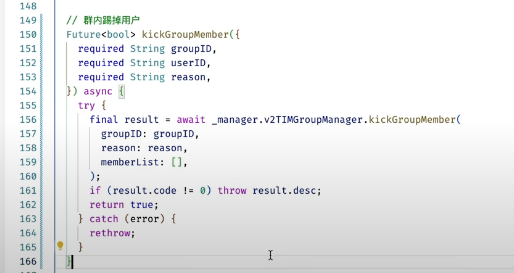 148
149 // 群内踢掉用户
150 Future<bool> kickGroupMember({
151 required String groupID,
152 required String userID,
153 required String reason,
154 }) async {
155 try {
156 final result = await _manager.v2TIMGroupManager.kickGroupMember(
157 groupID: groupID,
158 reason: reason,
159 memberList: [],
160 );
161 if (result.code != 0) throw result.desc;
162 return true;
163 } catch (error) {
164 rethrow;
165 }
166 }